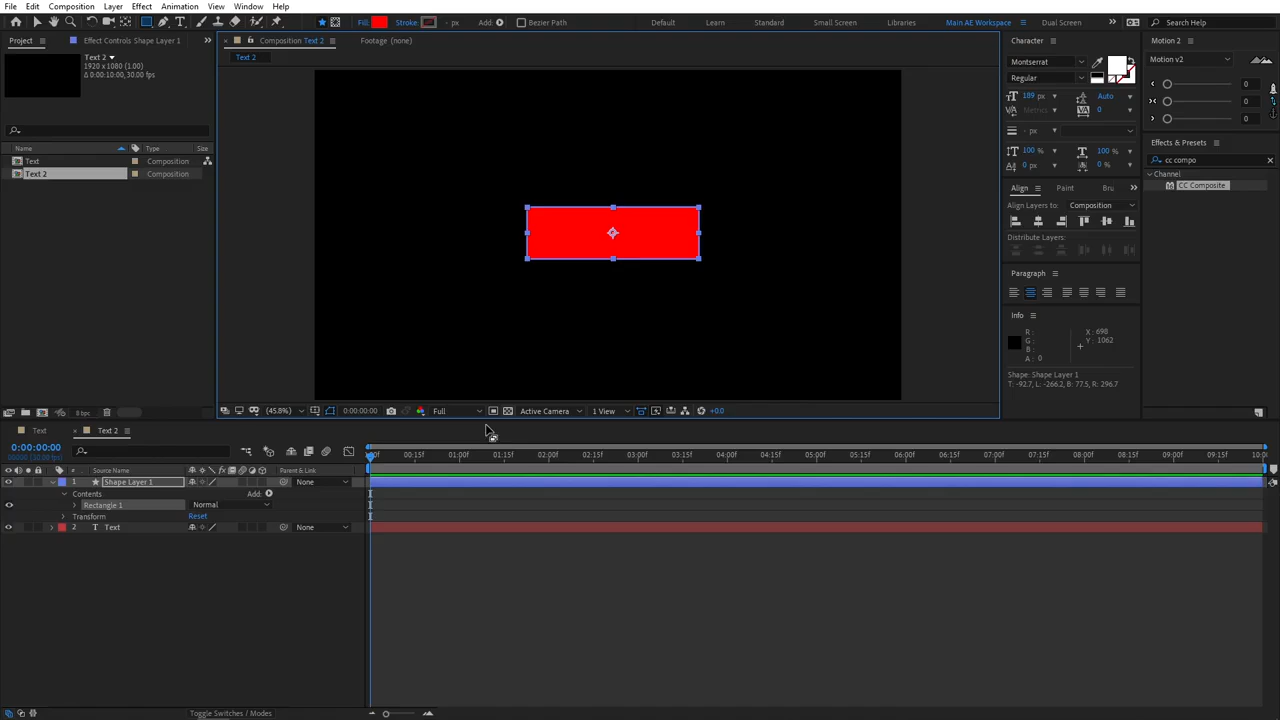 File Edit Composition Layer Effect Animation View Window Help
Fill: Stroke: - px Add: Bezier Path Default Learn Standard Small Screen Libraries Main AE Workspace Dual Screen Search Help
Project Effect Controls Shape Layer 1
Composition Text 2 Footage (none)
Text 2
Text 2
1920 x 1080 (1.00)
Δ 0:00:10:00, 30.00 fps
Name Type Size
Text Composition
Text 2 Composition
8 bpc
(45.8%) 0:00:00:00 Full Active Camera 1 View +0.0
Character
Montserrat
Regular
189 px Auto
Metrics 0
- px
100 % 100 %
0 px 0 %
Align Paint Bru
Align Layers to: Composition
Distribute Layers:
Paragraph
Info
R :
G :
B :
A : 0
X : 698
Y : 1062
Shape: Shape Layer 1
T: -92.7, L: -266.2, B: 77.5, R: 296.7
Motion 2
Motion v2
0
0
0
Effects & Presets
cc compo
Channel
CC Composite
Text Text 2
0:00:00:00
:00f 00:15f 01:00f 01:15f 02:00f 02:15f 03:00f 03:15f 04:00f 04:15f 05:00f 05:15f 06:00f 06:15f 07:00f 07:15f 08:00f 08:15f 09:00f 09:15f 10:00
# Source Name Parent & Link
1 Shape Layer 1 None
Contents Add:
Rectangle 1 Normal
Transform Reset
2 T Text None
Toggle Switches / Modes